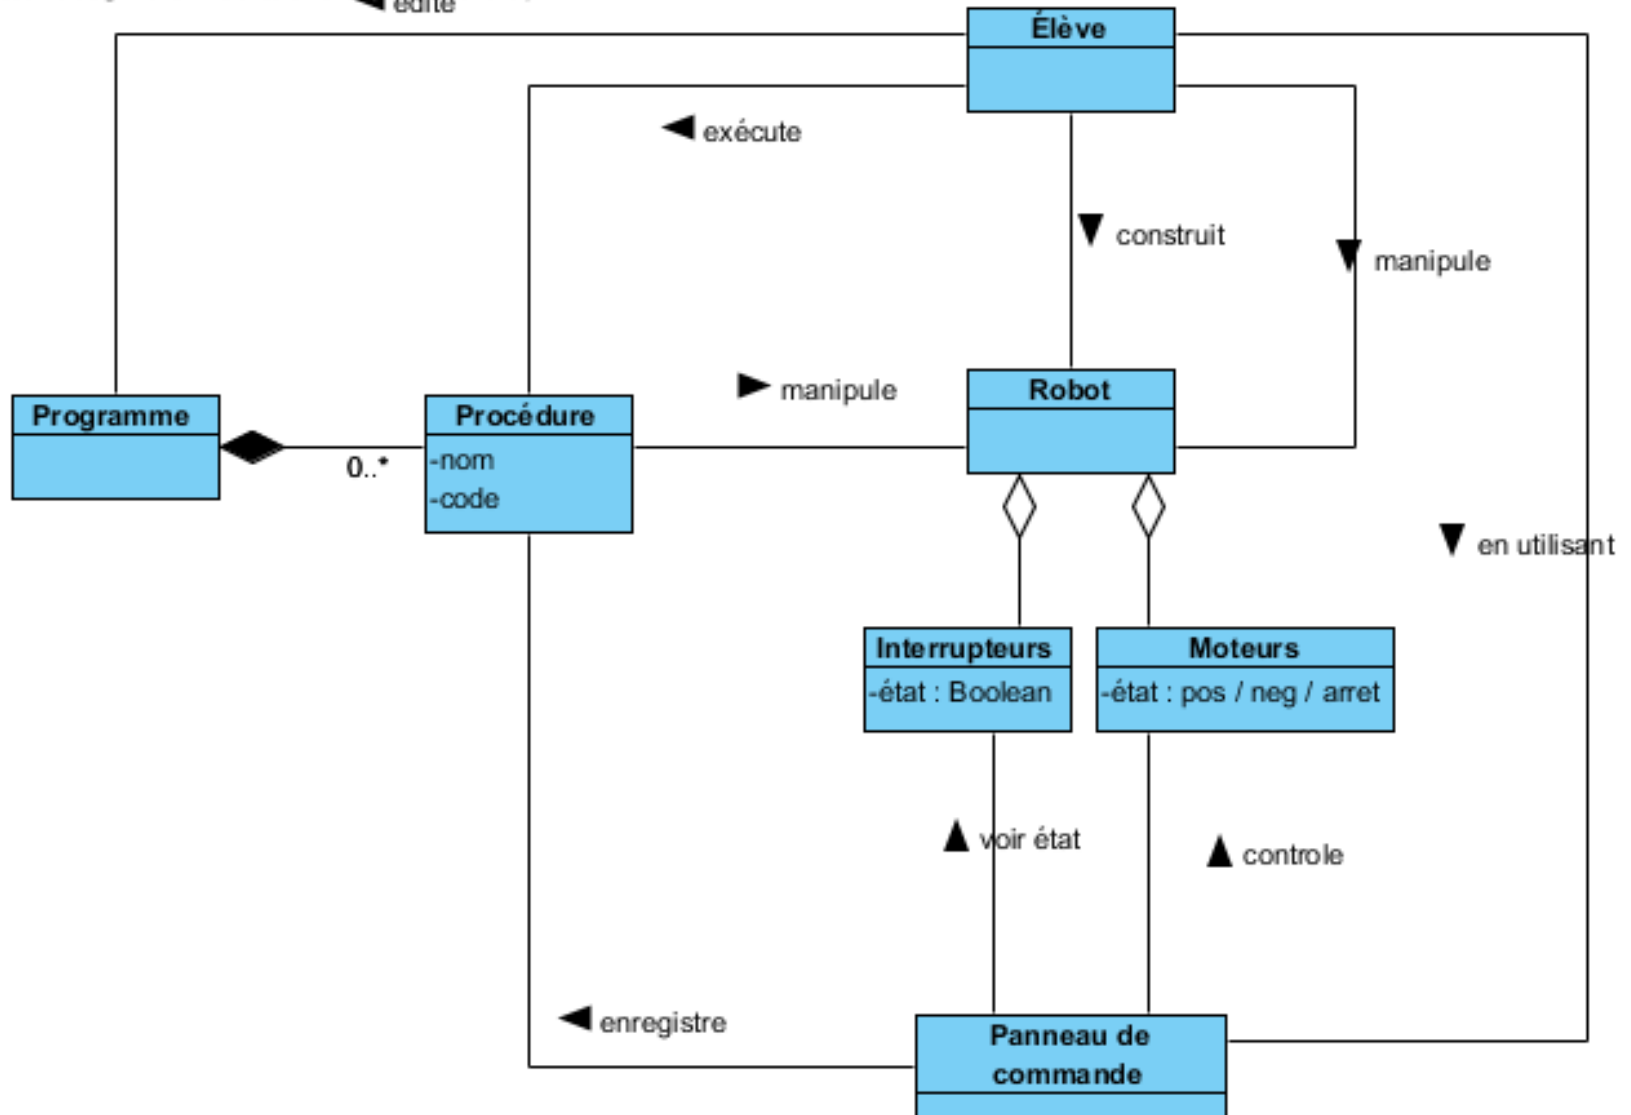 édite
Élève
exécute
construit
manipule
manipule
Programme
Procédure
Robot
0..*
-nom
-code
en utilisant
Interrupteurs
Moteurs
-état : Boolean
-état : pos / neg / arret
voir état
controle
enregistre
Panneau de
commande